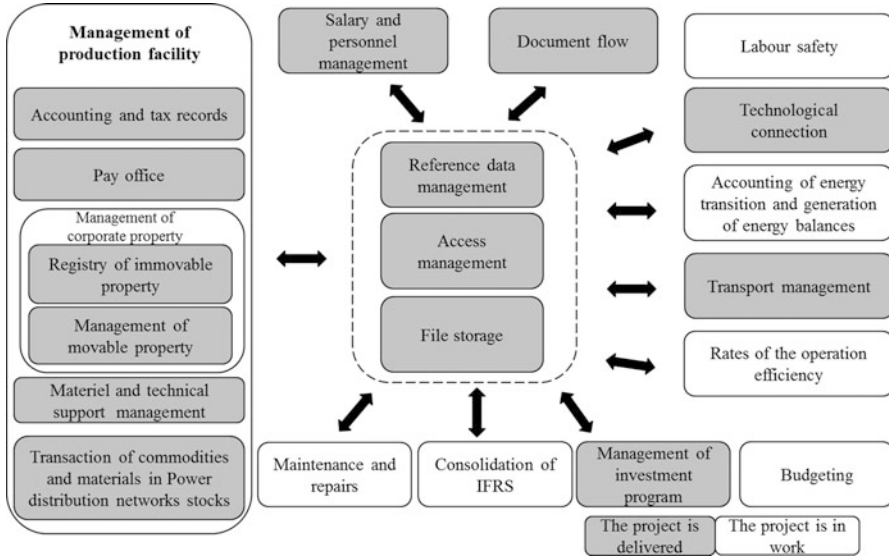 Management of
production facility
Accounting and tax records
Pay office
Management of
corporate property
Registry of immovable
property
Management of
movable property
Materiel and technical
support management
Transaction of commodities
and materials in Power
distribution networks stocks
Salary and
personnel
management
Document flow
Reference data
management
Access
management
File storage
Labour safety
Technological
connection
Accounting of energy
transition and generation
of energy balances
Transport management
Rates of the operation
efficiency
Maintenance and
repairs
Consolidation of
IFRS
Management of
investment
program
Budgeting
The project is
delivered
The project is in
work